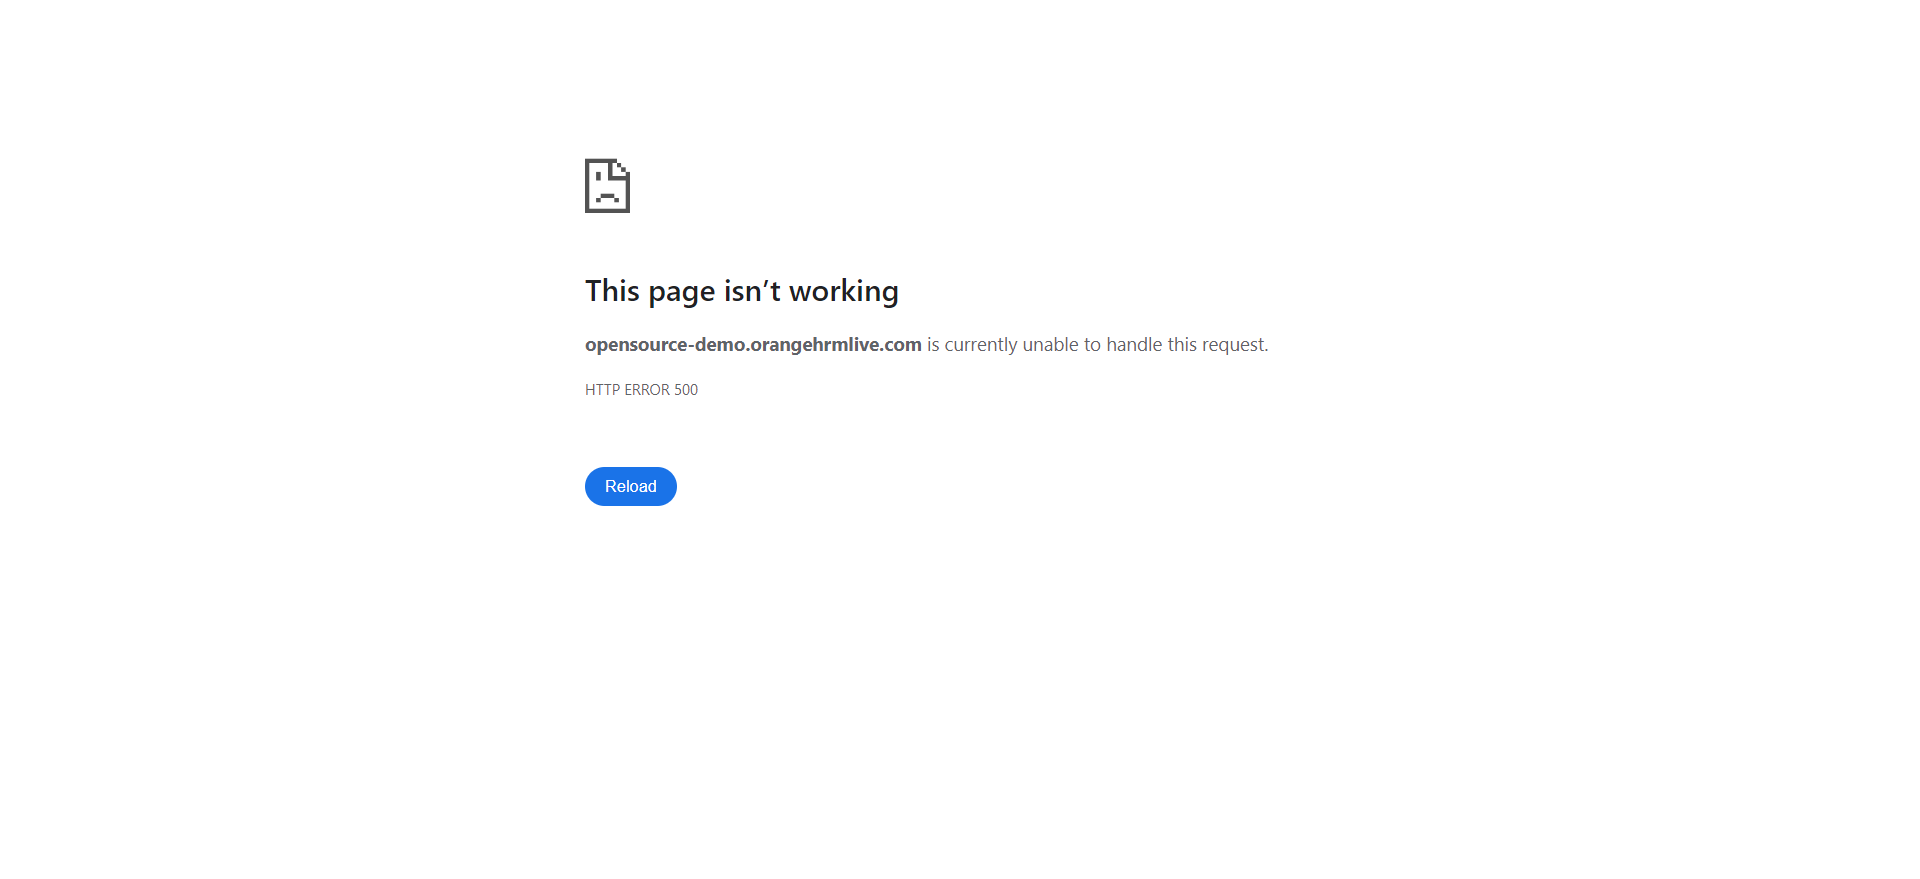 This page isn’t working
opensource-demo.orangehrmlive.com is currently unable to handle this request.
HTTP ERROR 500
Reload